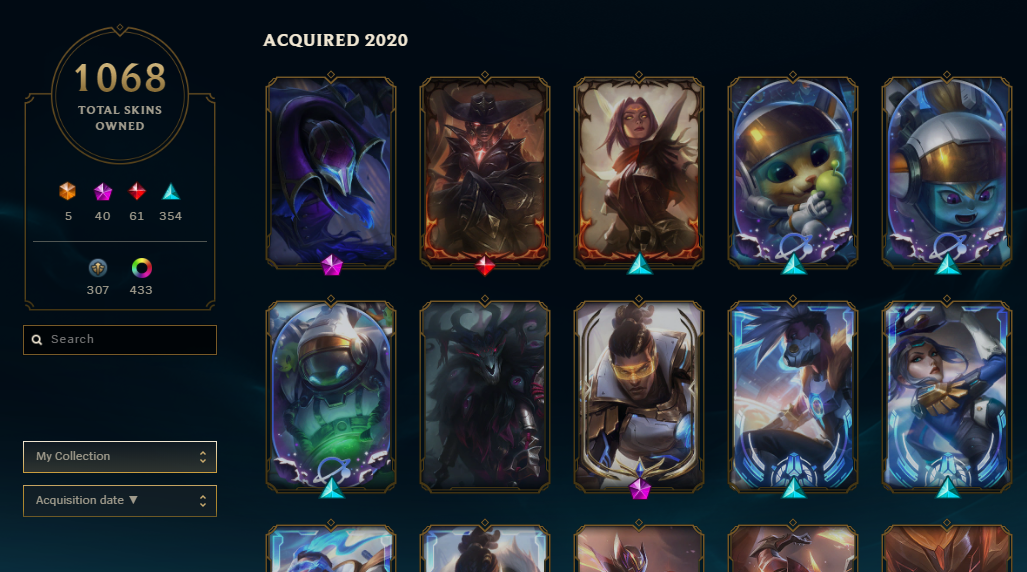 ACQUIRED 2020
1068
TOTAL SKINS
OWNED
5 40 61 354
307 433
Search
My Collection
Acquisition date ▼